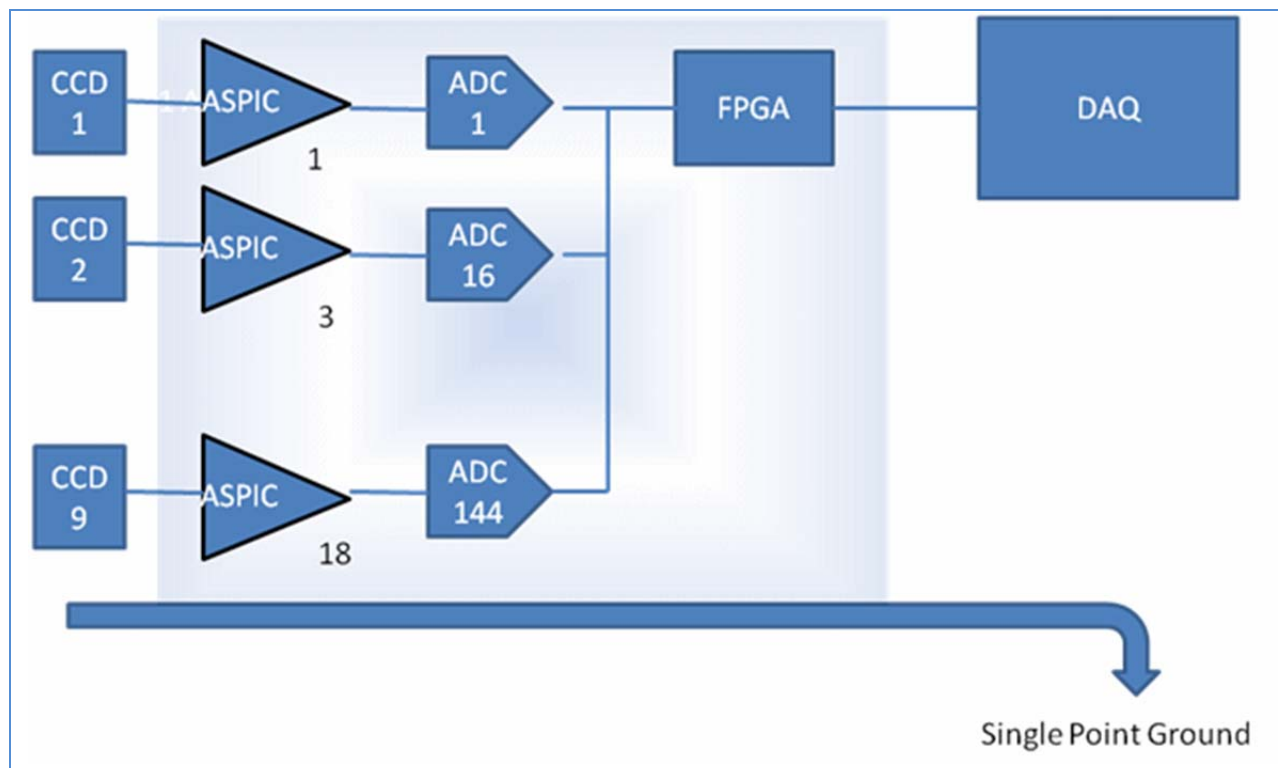 CCD
1
1 A
ASPIC
1
ADC
1
FPGA
DAQ
CCD
2
ASPIC
3
ADC
16
CCD
9
ASPIC
18
ADC
144
Single Point Ground